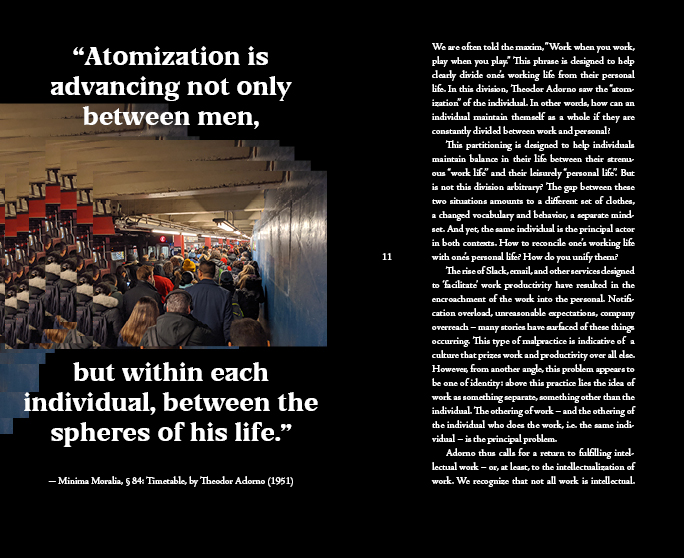 “Atomization is
advancing not only
between men,
but within each
individual, between the
spheres of his life.”
— Minima Moralia, § 84: Timetable, by Theodor Adorno (1951)
11
We are often told the maxim, “Work when you work,
play when you play.” This phrase is designed to help
clearly divide one’s working life from their personal
life. In this division, Theodor Adorno saw the “atom-
ization” of the individual. In other words, how can an
individual maintain themself as a whole if they are
constantly divided between work and personal?
This partitioning is designed to help individuals
maintain balance in their life between their strenu-
ous “work life” and their leisurely “personal life”. But
is not this division arbitrary? The gap between these
two situations amounts to a different set of clothes,
a changed vocabulary and behavior, a separate mind-
set. And yet, the same individual is the principal actor
in both contexts. How to reconcile one’s working life
with one’s personal life? How do you unify them?
The rise of Slack, email, and other services designed
to ‘facilitate’ work productivity have resulted in the
encroachment of the work into the personal. Notifi-
cation overload, unreasonable expectations, company
overreach – many stories have surfaced of these things
occurring. This type of malpractice is indicative of a
culture that prizes work and productivity over all else.
However, from another angle, this problem appears to
be one of identity: above this practice lies the idea of
work as something separate, something other than the
individual. The othering of work – and the othering of
the individual who does the work, i.e. the same indi-
vidual – is the principal problem.
Adorno thus calls for a return to fulfilling intel-
lectual work – or, at least, to the intellectualization of
work. We recognize that not all work is intellectual.